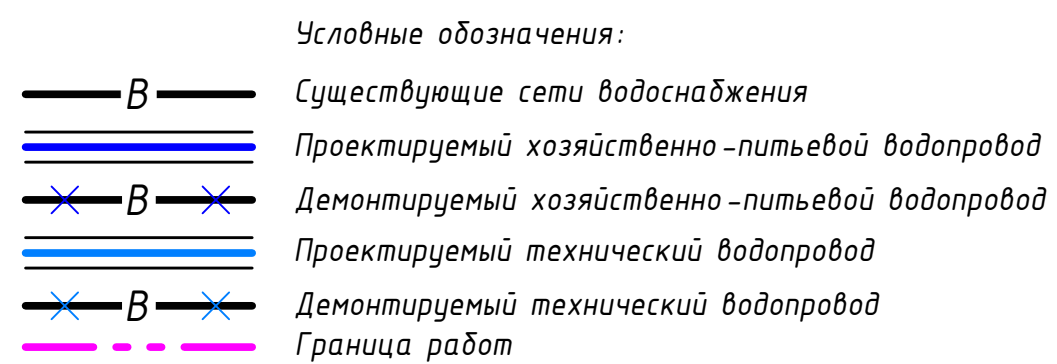 Условные обозначения:
В Существующие сети водоснабжения
Проектируемый хозяйственно-питьевой водопровод
В Демонтируемый хозяйственно-питьевой водопровод
Проектируемый технический водопровод
В Демонтируемый технический водопровод
Граница работ